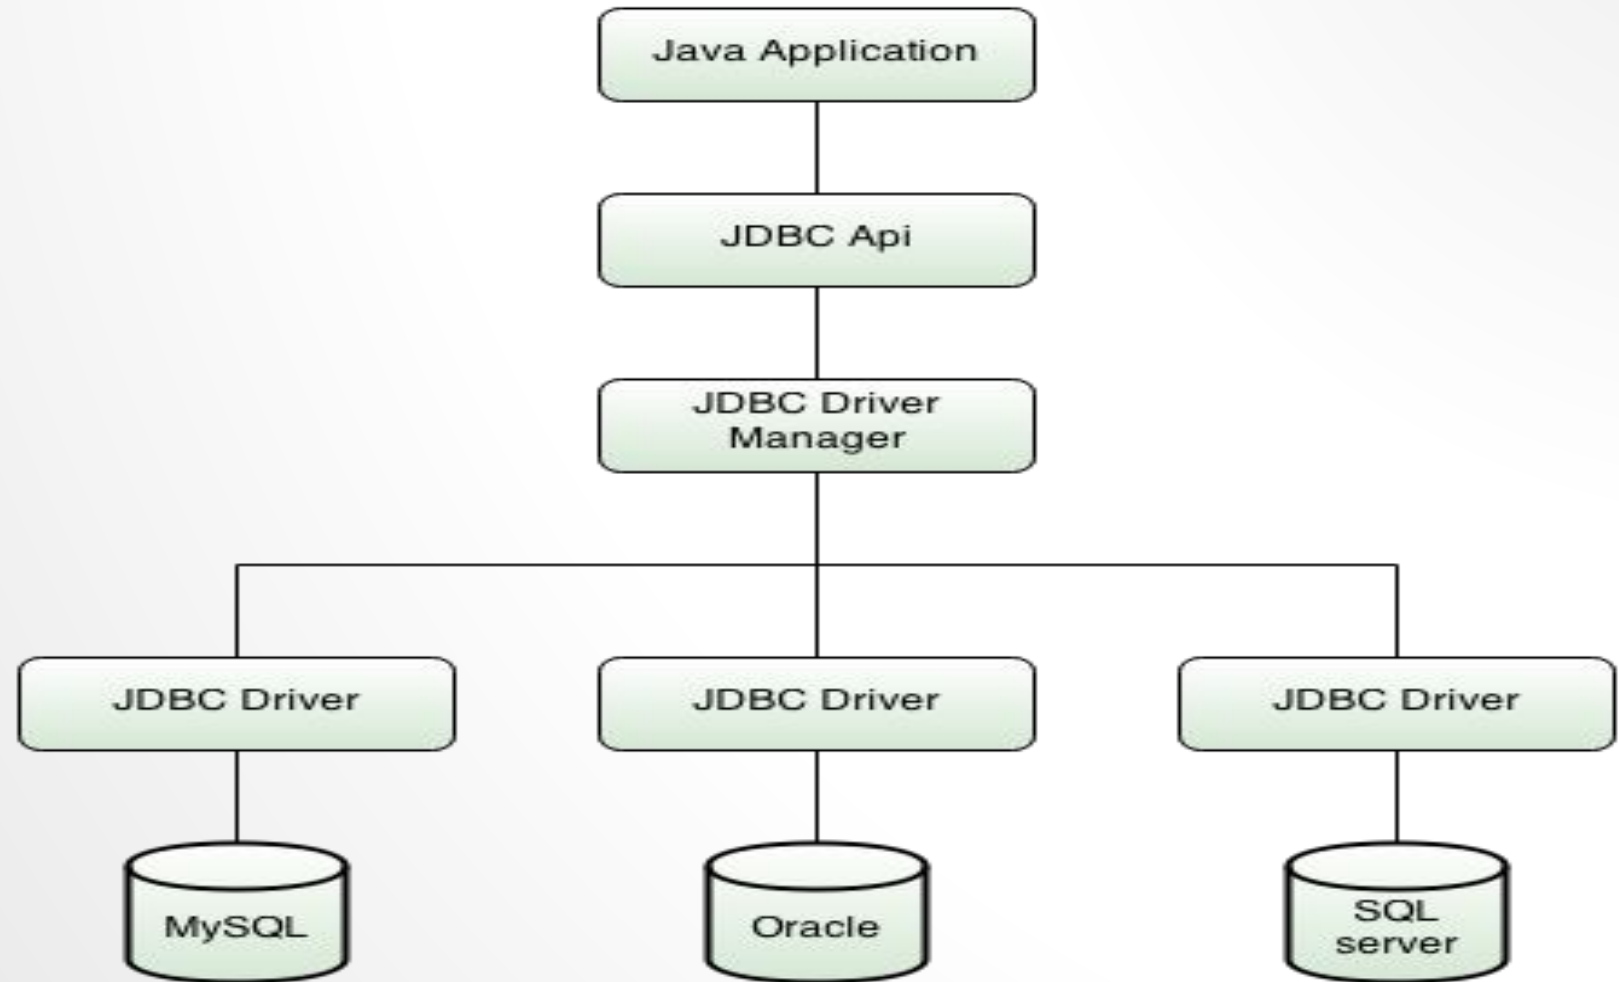 Java Application
JDBC Api
JDBC Driver
Manager
JDBC Driver
JDBC Driver
JDBC Driver
MySQL
Oracle
SQL
server